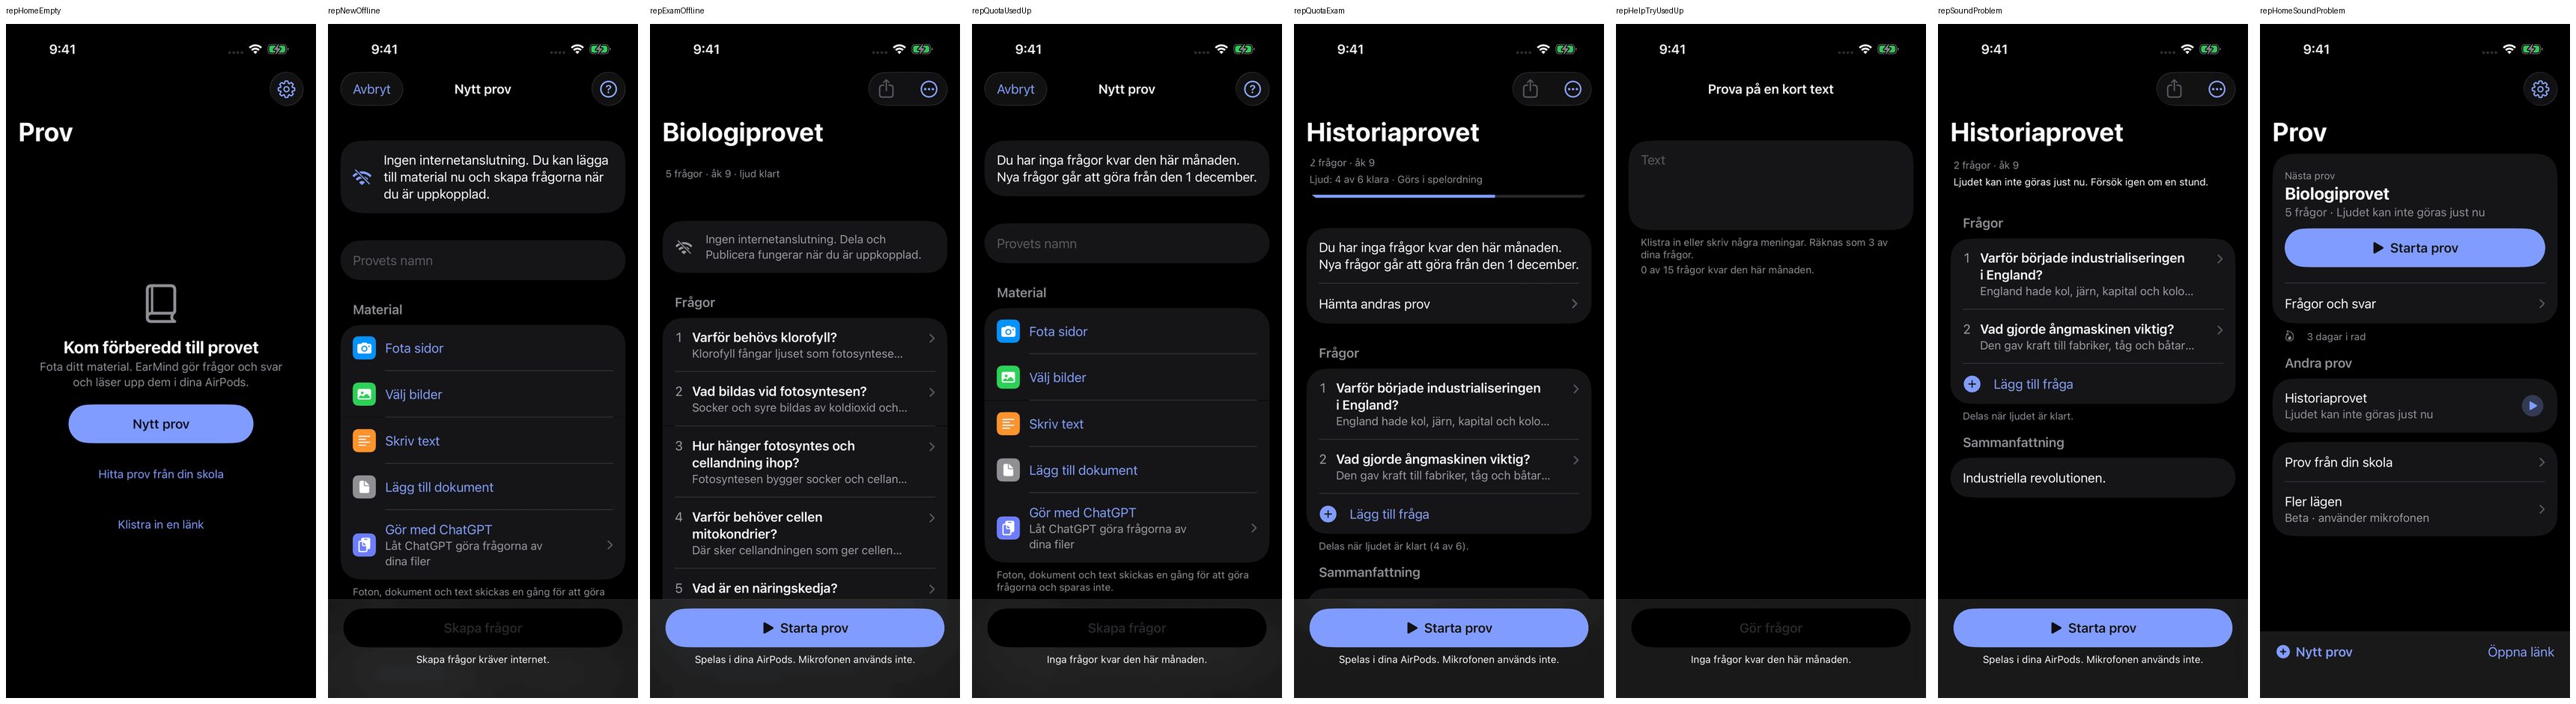 repHomeEmpty
9:41
Prov
Kom förberedd till provet
Fota ditt material. EarMind gör frågor och svar
och läser upp dem i dina AirPods.
Nytt prov
Hitta prov från din skola
Klistra in en länk
repNewOffline
9:41
Avbryt
Nytt prov
Ingen internetanslutning. Du kan lägga
till material nu och skapa frågorna när
du är uppkopplad.
Provets namn
Material
Fota sidor
Välj bilder
Skriv text
Lägg till dokument
Gör med ChatGPT
Låt ChatGPT göra frågorna av
dina filer
Foton, dokument och text skickas en gång för att göra
Skapa frågor
Skapa frågor kräver internet.
repExamOffline
9:41
Biologiprovet
5 frågor · åk 9 · ljud klart
Ingen internetanslutning. Dela och
Publicera fungerar när du är uppkopplad.
Frågor
1 Varför behövs klorofyll?
Klorofyll fångar ljuset som fotosyntese...
2 Vad bildas vid fotosyntesen?
Socker och syre bildas av koldioxid och...
3 Hur hänger fotosyntes och
cellandning ihop?
Fotosyntesen bygger socker och cellan...
4 Varför behöver cellen
mitokondrier?
Där sker cellandningen som ger cellen...
5 Vad är en näringskedja?
Starta prov
Spelas i dina AirPods. Mikrofonen används inte.
repQuotaUsedUp
9:41
Avbryt
Nytt prov
Du har inga frågor kvar den här månaden.
Nya frågor går att göra från den 1 december.
Provets namn
Material
Fota sidor
Välj bilder
Skriv text
Lägg till dokument
Gör med ChatGPT
Låt ChatGPT göra frågorna av
dina filer
Foton, dokument och text skickas en gång för att göra
frågorna och sparas inte.
Skapa frågor
Inga frågor kvar den här månaden.
repQuotaExam
9:41
Historiaprovet
2 frågor · åk 9
Ljud: 4 av 6 klara · Görs i spelordning
Du har inga frågor kvar den här månaden.
Nya frågor går att göra från den 1 december.
Hämta andras prov
Frågor
1 Varför började industrialiseringen
i England?
England hade kol, järn, kapital och kolo...
2 Vad gjorde ångmaskinen viktig?
Den gav kraft till fabriker, tåg och båtar...
Lägg till fråga
Delas när ljudet är klart (4 av 6).
Sammanfattning
Starta prov
Spelas i dina AirPods. Mikrofonen används inte.
repHelpTryUsedUp
9:41
Prova på en kort text
Text
Klistra in eller skriv några meningar. Räknas som 3 av
dina frågor.
0 av 15 frågor kvar den här månaden.
Gör frågor
Inga frågor kvar den här månaden.
repSoundProblem
9:41
Historiaprovet
2 frågor · åk 9
Ljudet kan inte göras just nu. Försök igen om en stund.
Frågor
1 Varför började industrialiseringen
i England?
England hade kol, järn, kapital och kolo...
2 Vad gjorde ångmaskinen viktig?
Den gav kraft till fabriker, tåg och båtar...
Lägg till fråga
Delas när ljudet är klart.
Sammanfattning
Industriella revolutionen.
Starta prov
Spelas i dina AirPods. Mikrofonen används inte.
repHomeSoundProblem
9:41
Prov
Nästa prov
Biologiprovet
5 frågor · Ljudet kan inte göras just nu
Starta prov
Frågor och svar
3 dagar i rad
Andra prov
Historiaprovet
Ljudet kan inte göras just nu
Prov från din skola
Fler lägen
Beta · använder mikrofonen
Nytt prov
Öppna länk